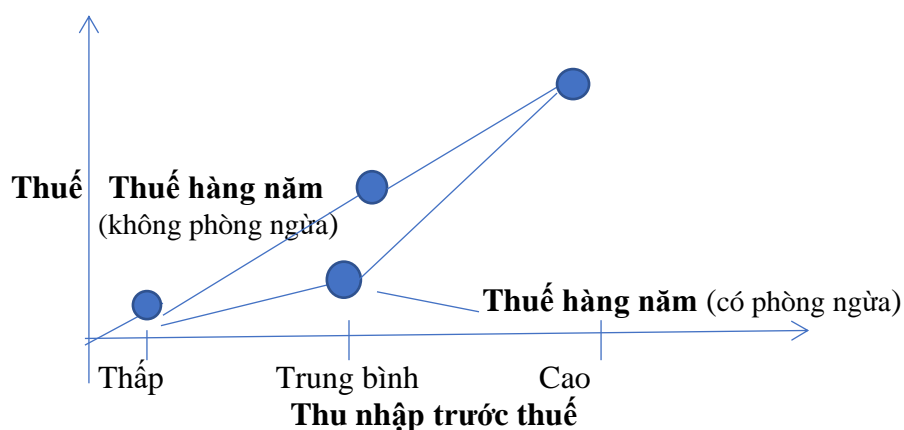 Thuế
Thuế hàng năm
(không phòng ngừa)
Thuế hàng năm (có phòng ngừa)
Thấp
Trung bình
Cao
Thu nhập trước thuế